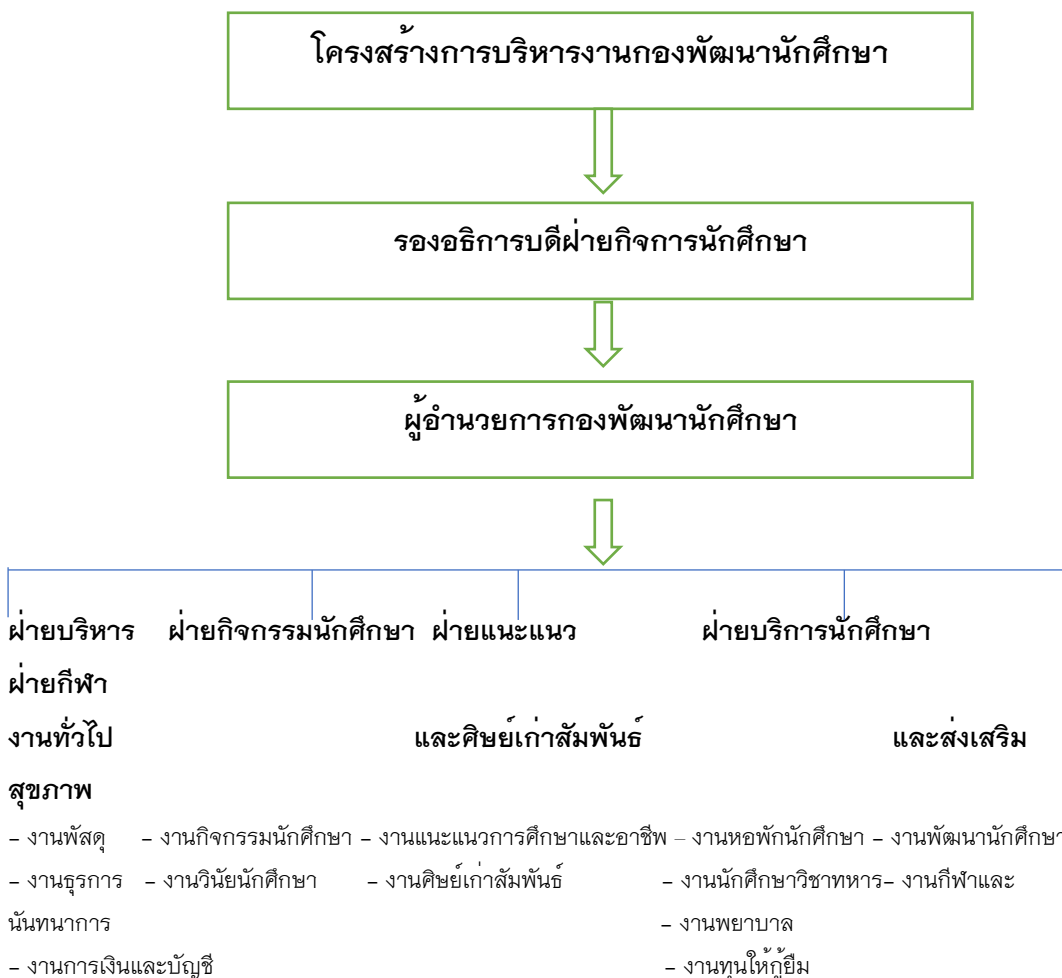 โครงสร้างการบริหารงานกองพัฒนานักศึกษา
รองอธิการบดีฝ่ายกิจการนักศึกษา
ผู้อำนวยการกองพัฒนานักศึกษา
ฝ่ายบริหาร ฝ่ายกิจกรรมนักศึกษา ฝ่ายแนะแนว ฝ่ายบริการนักศึกษา
ฝ่ายกีฬา
งานทั่วไป และศิษย์เก่าสัมพันธ์ และส่งเสริม
สุขภาพ
– งานพัสดุ – งานกิจกรรมนักศึกษา – งานแนะแนวการศึกษาและอาชีพ – งานหอพักนักศึกษา – งานพัฒนานักศึกษา
– งานธุรการ – งานวินัยนักศึกษา – งานศิษย์เก่าสัมพันธ์ – งานนักศึกษาวิชาทหาร– งานกีฬาและ
นันทนาการ – งานพยาบาล
– งานการเงินและบัญชี – งานทุนให้กู้ยืม